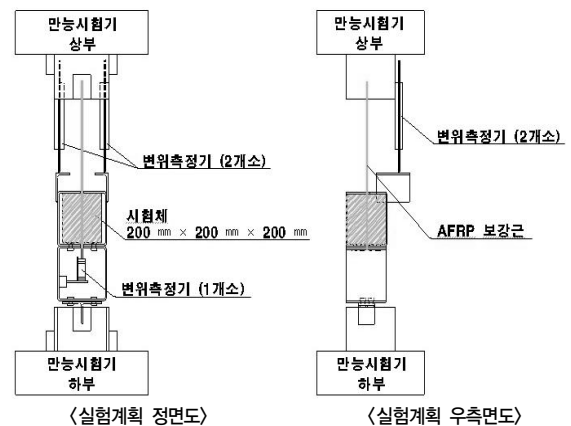 만능시험기
상부
만능시험기
상부
변위측정기 (2개소)
변위측정기 (2개소)
시험체
200 mm × 200 mm × 200 mm
AFRP 보강근
변위측정기 (1개소)
만능시험기
하부
만능시험기
하부
〈실험계획 정면도〉
〈실험계획 우측면도〉